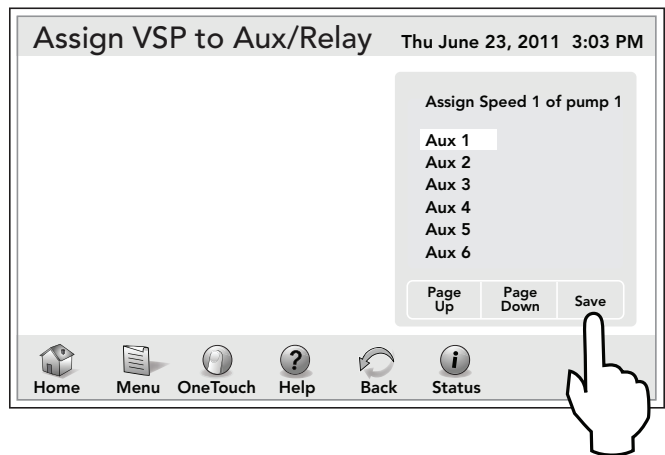 Assign VSP to Aux/Relay Thu June 23, 2011 3:03 PM
Assign Speed 1 of pump 1
Aux 1
Aux 2
Aux 3
Aux 4
Aux 5
Aux 6
Page Up
Page Down
Save
Home Menu OneTouch Help Back Status